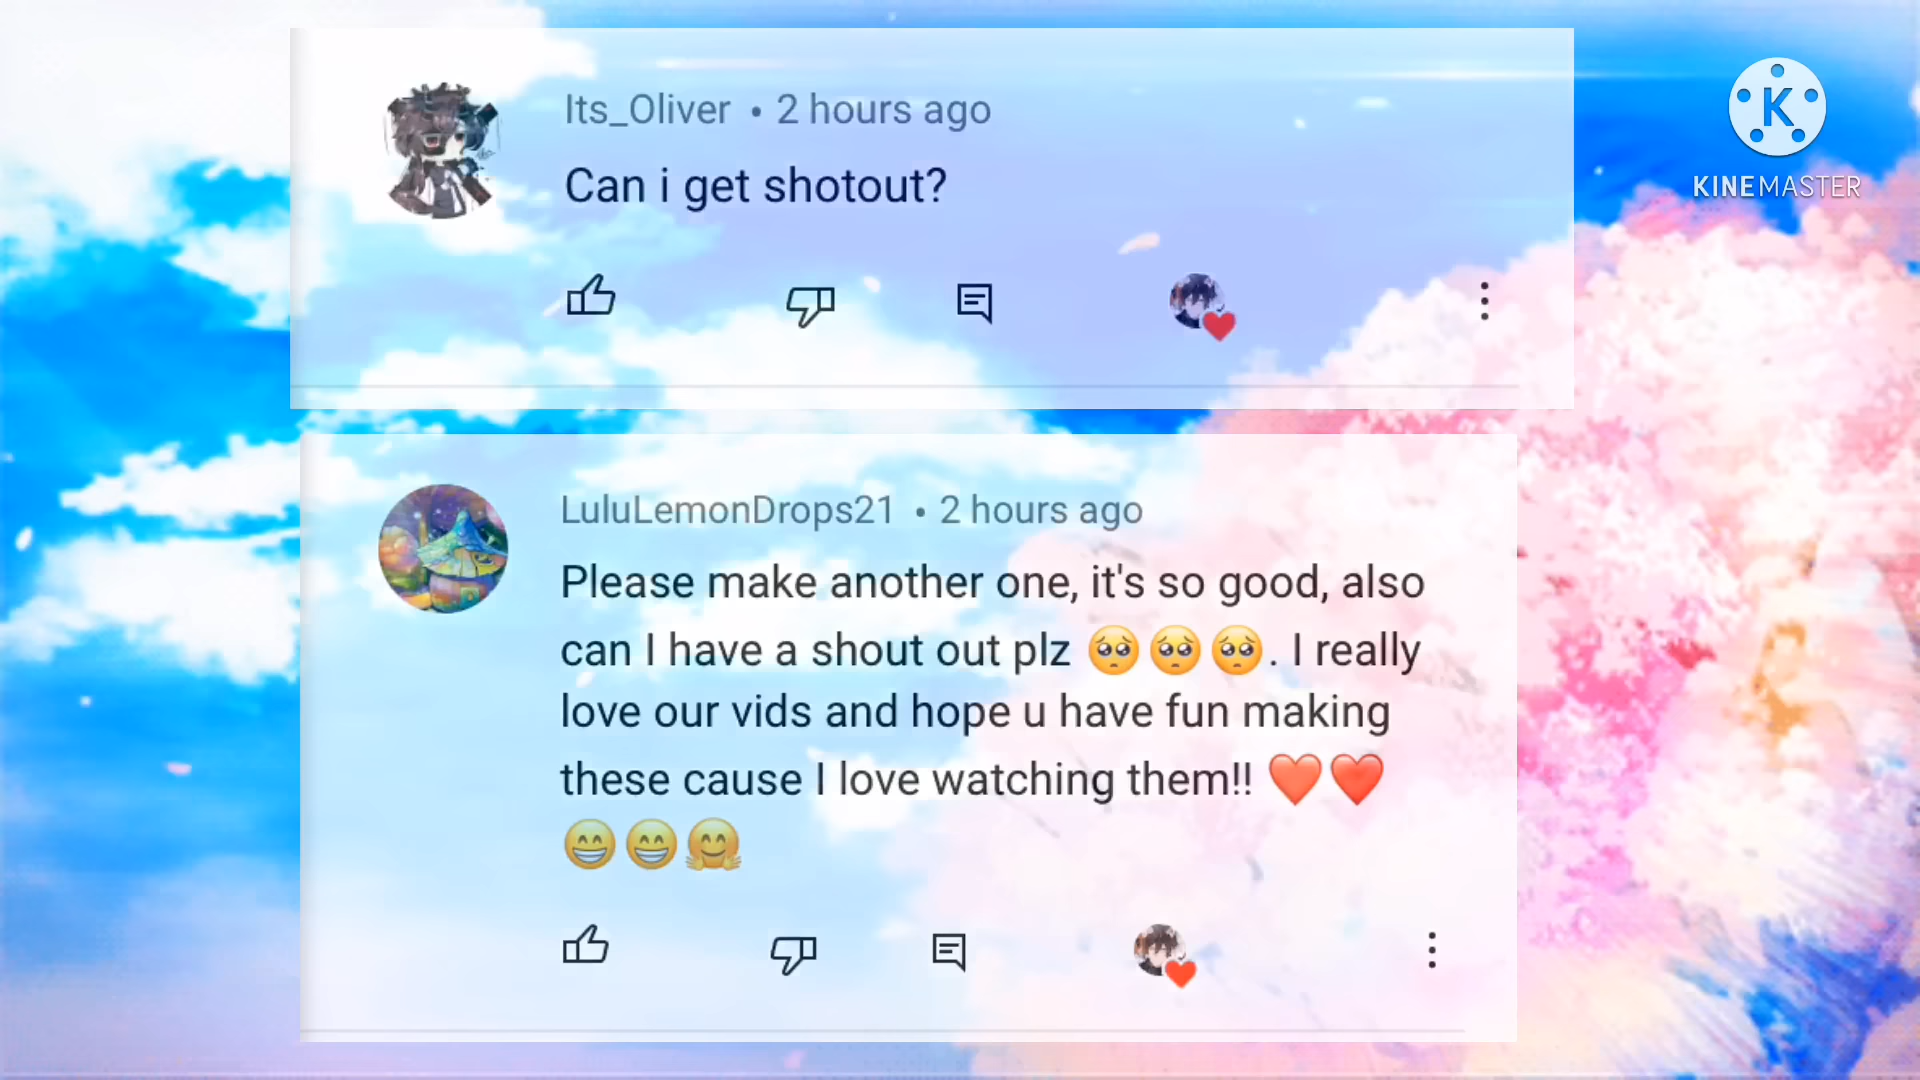 Its_Oliver • 2 hours ago
Can i get shotout?
K
KINEMASTER
LuluLemonDrops21 • 2 hours ago
Please make another one, it's so good, also
can I have a shout out plz 🥺🥺🥺. I really
love our vids and hope u have fun making
these cause I love watching them!! ❤️❤️
😁😁🤗